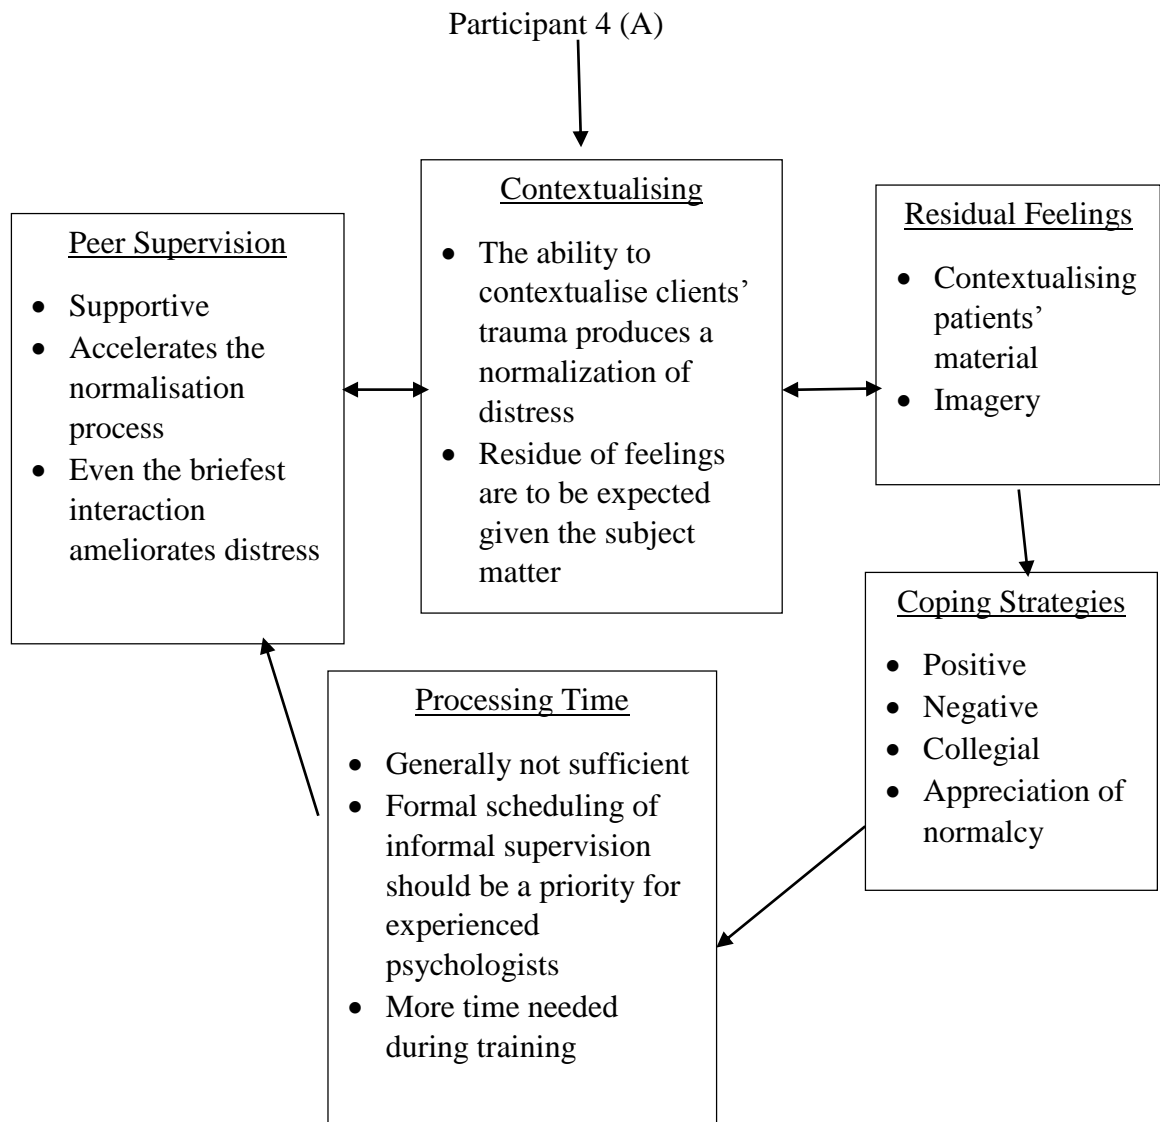 Participant 4 (A)
Peer Supervision
• Supportive
• Accelerates the
normalisation
process
• Even the briefest
interaction
ameliorates distress
Contextualising
• The ability to
contextualise clients’
trauma produces a
normalization of
distress
• Residue of feelings
are to be expected
given the subject
matter
Residual Feelings
• Contextualising
patients’
material
• Imagery
Coping Strategies
• Positive
• Negative
• Collegial
• Appreciation of
normalcy
Processing Time
• Generally not sufficient
• Formal scheduling of
informal supervision
should be a priority for
experienced
psychologists
• More time needed
during training